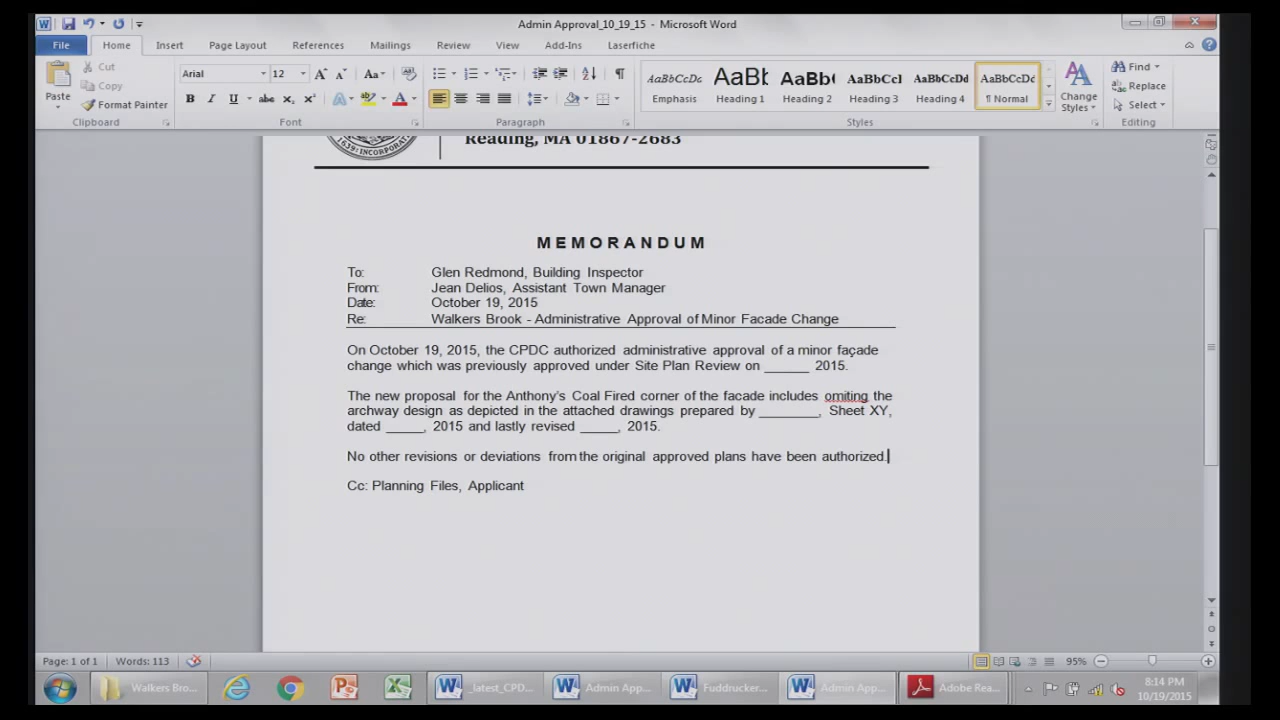 Admin Approval_10_19_15 - Microsoft Word
File Home Insert Page Layout References Mailings Review View Add-Ins Laserfiche
Cut
Copy
Paste
Format Painter
Clipboard
Arial 12
Font
Paragraph
AaBbCcDc AaBb AaBb( AaBbCcI AaBbCcDd AaBbCcDc
Emphasis Heading 1 Heading 2 Heading 3 Heading 4 ¶ Normal
Change Styles
Styles
Find
Replace
Select
Editing
1639: INCORPORATED
Reading, MA 01867-2683
MEMORANDUM
To: Glen Redmond, Building Inspector
From: Jean Delios, Assistant Town Manager
Date: October 19, 2015
Re: Walkers Brook - Administrative Approval of Minor Facade Change
On October 19, 2015, the CPDC authorized administrative approval of a minor façade
change which was previously approved under Site Plan Review on ______ 2015.
The new proposal for the Anthony's Coal Fired corner of the facade includes omiting the
archway design as depicted in the attached drawings prepared by ________, Sheet XY,
dated _____, 2015 and lastly revised _____, 2015.
No other revisions or deviations from the original approved plans have been authorized.
Cc: Planning Files, Applicant
Page: 1 of 1 Words: 113 95%
Walkers Bro... _latest_CPD... Admin App... Fuddrucker... Admin App... Adobe Rea...
8:14 PM
10/19/2015